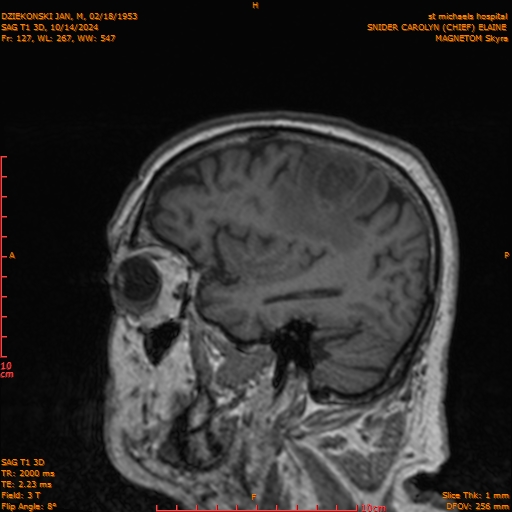 H
DZIEKONSKI JAN, M, 02/18/1953
SAG T1 3D, 10/14/2024
Fr: 127, WL: 267, WW: 547
st michaels hospital
SNIDER CAROLYN (CHIEF) ELAINE
MAGNETOM Skyra
A
P
10
cm
SAG T1 3D
TR: 2000 ms
TE: 2.23 ms
Field: 3 T
Flip Angle: 8°
F
10cm
Slice Thk: 1 mm
DFOV: 256 mm